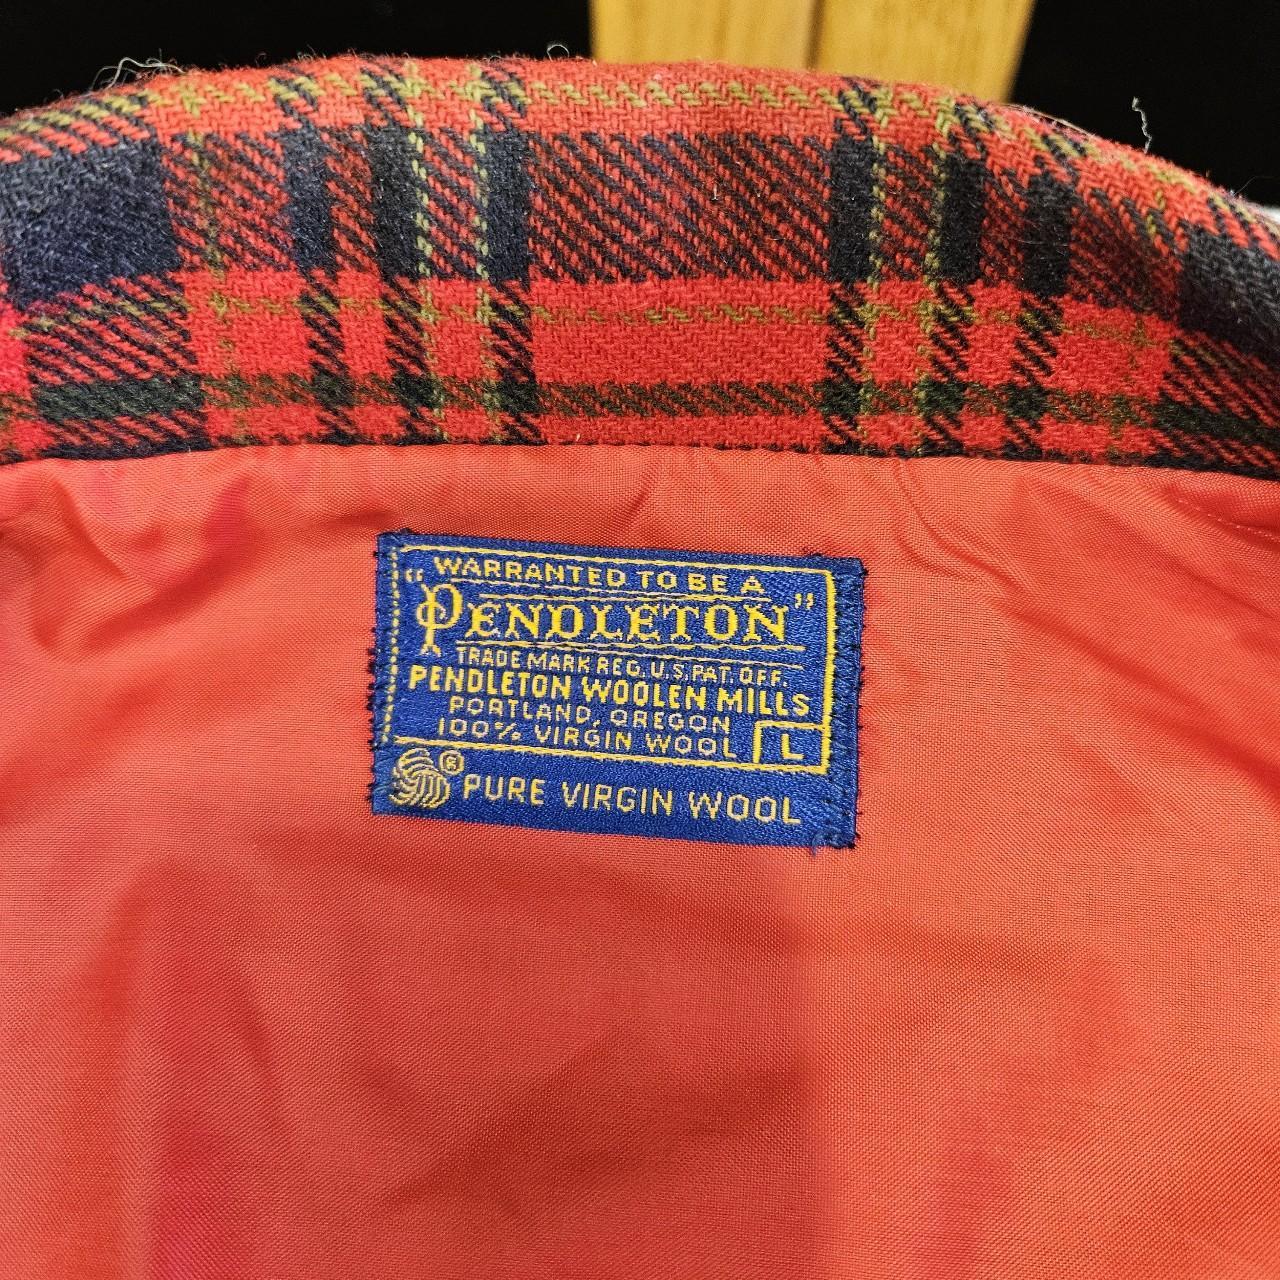 WARRANTED TO BE A
"PENDLETON"
TRADE MARK REG. U.S. PAT. OFF.
PENDLETON WOOLEN MILLS
PORTLAND, OREGON
100% VIRGIN WOOL L
® PURE VIRGIN WOOL